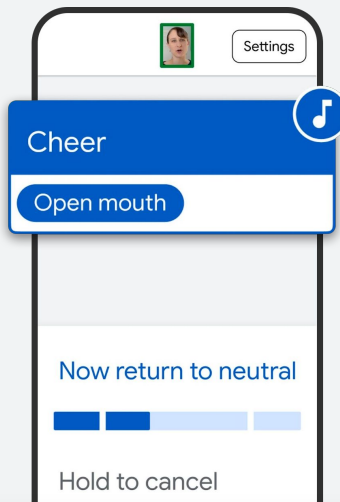 Settings
Cheer
Open mouth
Now return to neutral
Hold to cancel